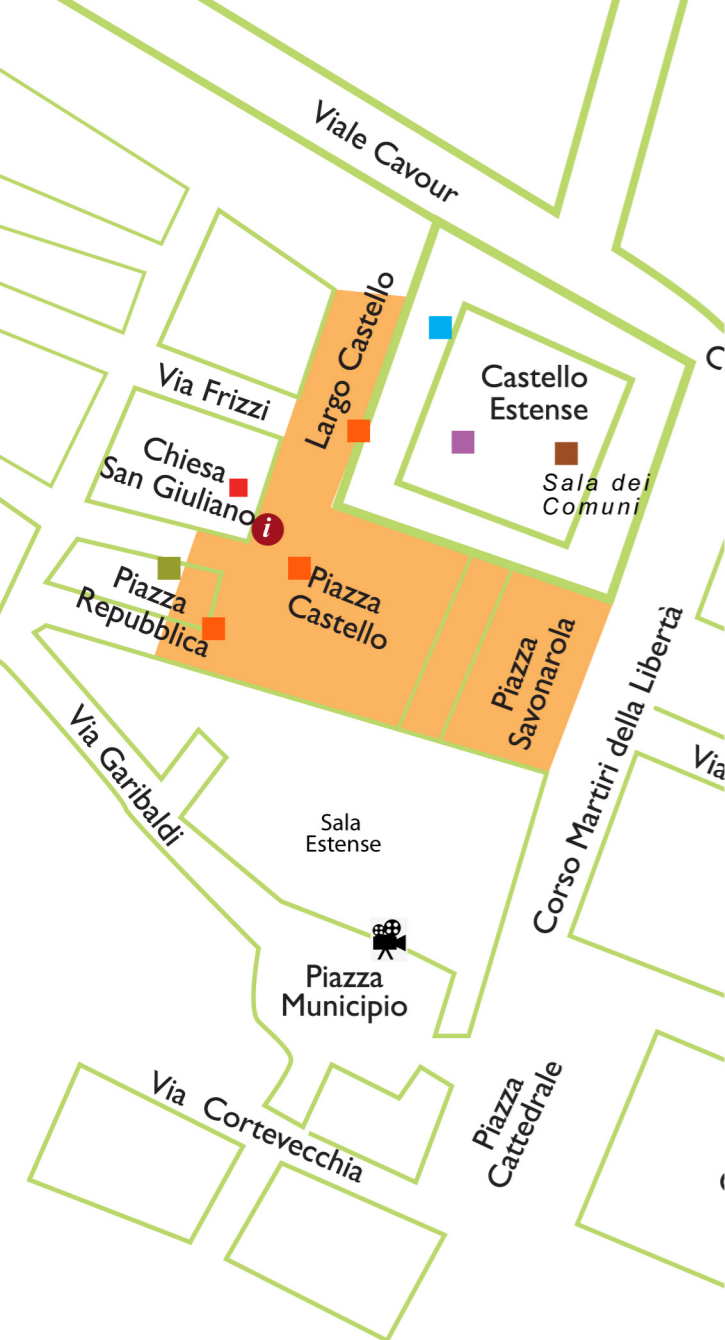 Viale Cavour
Largo Castello
C
Castello
Estense
Via Frizzi
Chiesa
San Giuliano
Sala dei
Comuni
i
Piazza
Repubblica
Piazza
Castello
Piazza
Savonarola
Corso Martiri della Libertà
Via
Via Garibaldi
Sala
Estense
Piazza
Municipio
Piazza
Cattedrale
Via Cortevecchia